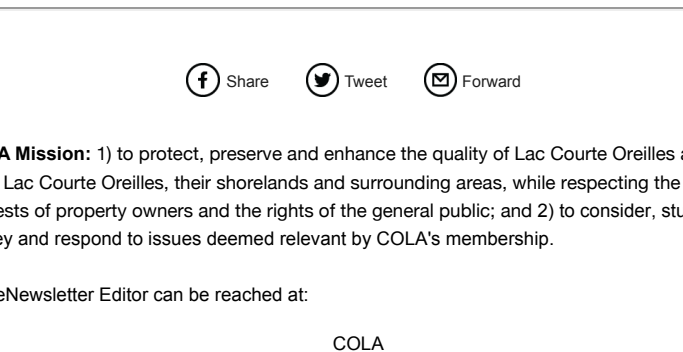 Share Tweet Forward
A Mission: 1) to protect, preserve and enhance the quality of Lac Courte Oreilles
Lac Courte Oreilles, their shorelands and surrounding areas, while respecting the
of property owners and the rights of the general public; and 2) to consider,
and respond to issues deemed relevant by COLA's membership.
eNewsletter Editor can be reached at:
COLA